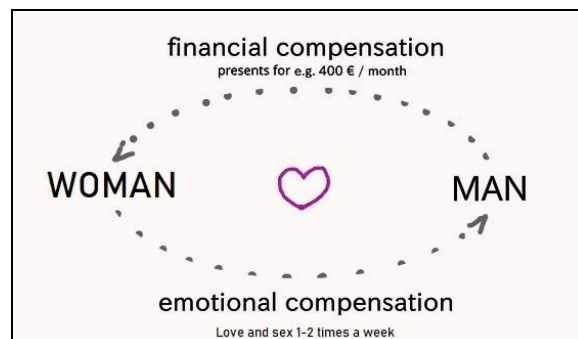 financial compensation
presents for e.g. 400 € / month
WOMAN
MAN
emotional compensation
Love and sex 1-2 times a week